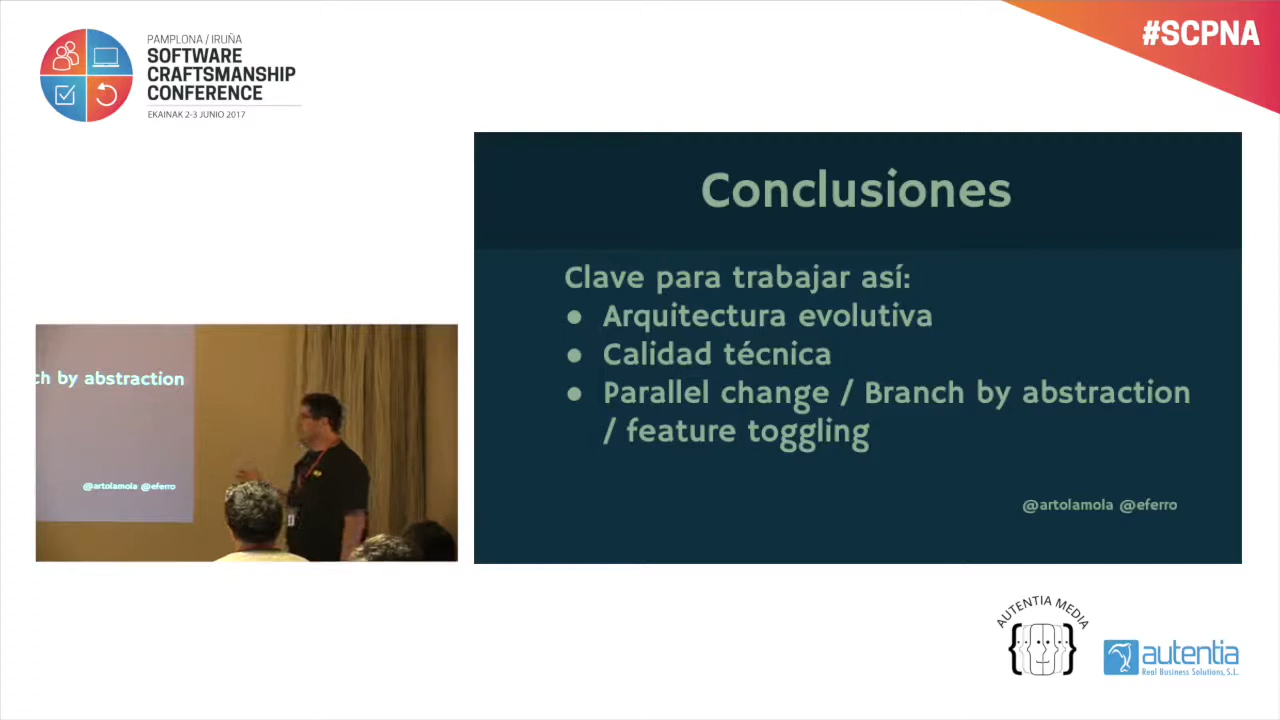 PAMPLONA / IRUÑA
SOFTWARE
CRAFTSMANSHIP
CONFERENCE
EKAINAK 2-3 JUNIO 2017
#SCPNA
Conclusiones
Clave para trabajar así:
● Arquitectura evolutiva
● Calidad técnica
● Parallel change / Branch by abstraction
/ feature toggling
@artolamola @eferro
ch by abstraction
@artolamola @eferro
AUTENTIA MEDIA
autentia
Real Business Solutions, S.L.